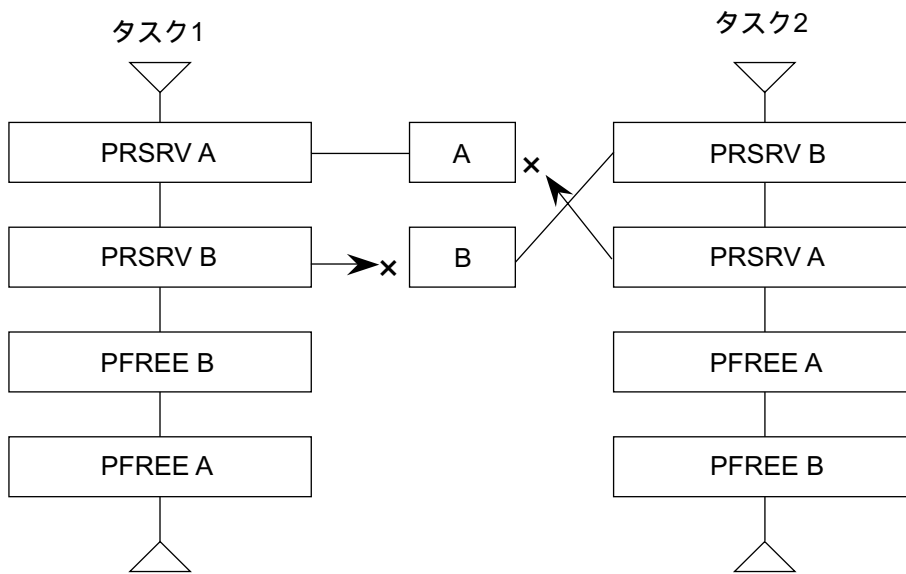 タスク1
タスク2
PRSRV A
A
×
PRSRV B
PRSRV B
×
B
PRSRV A
PFREE B
PFREE A
PFREE A
PFREE B